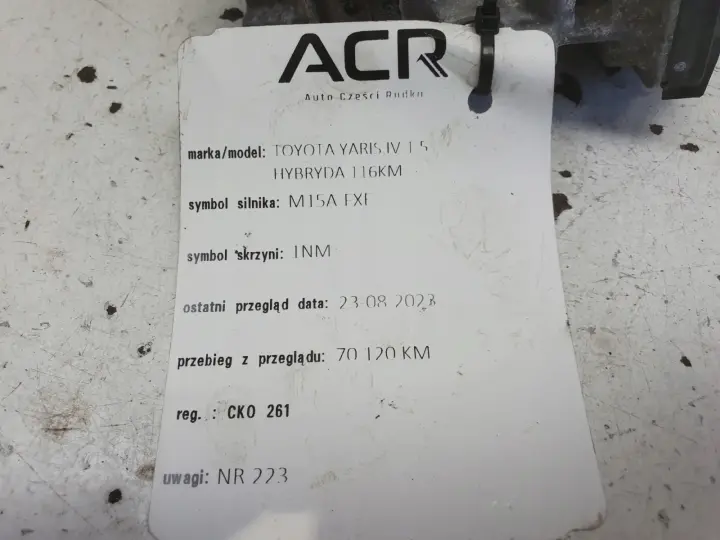 ACR
Auto Części Rudko
marka/model: TOYOTA YARIS IV 1.5
HYBRYDA 116KM
symbol silnika: M15A FXE
symbol skrzyni: 1NM
ostatni przegląd data: 23-08-2023
przebieg z przeglądu: 70 120 KM
reg. : CKO 261
uwagi: NR 223